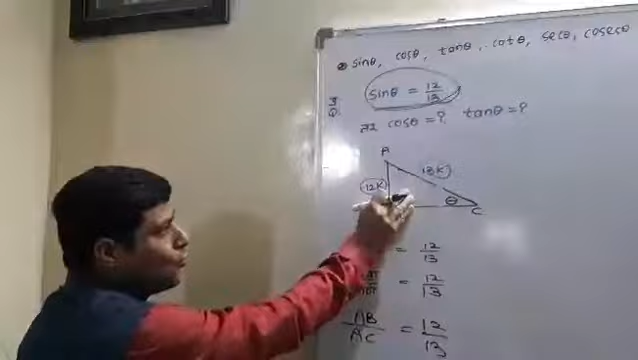 sinθ, cosθ, tanθ, cotθ, secθ, cosecθ
sinθ = 12/13
तर cosθ = ? tanθ = ?
A
12K 13K
θ
C
= 12/13
= 12/13
AB/AC = 12/13